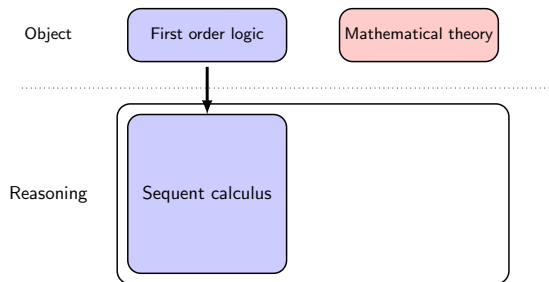 Object
First order logic
Mathematical theory
Reasoning
Sequent calculus